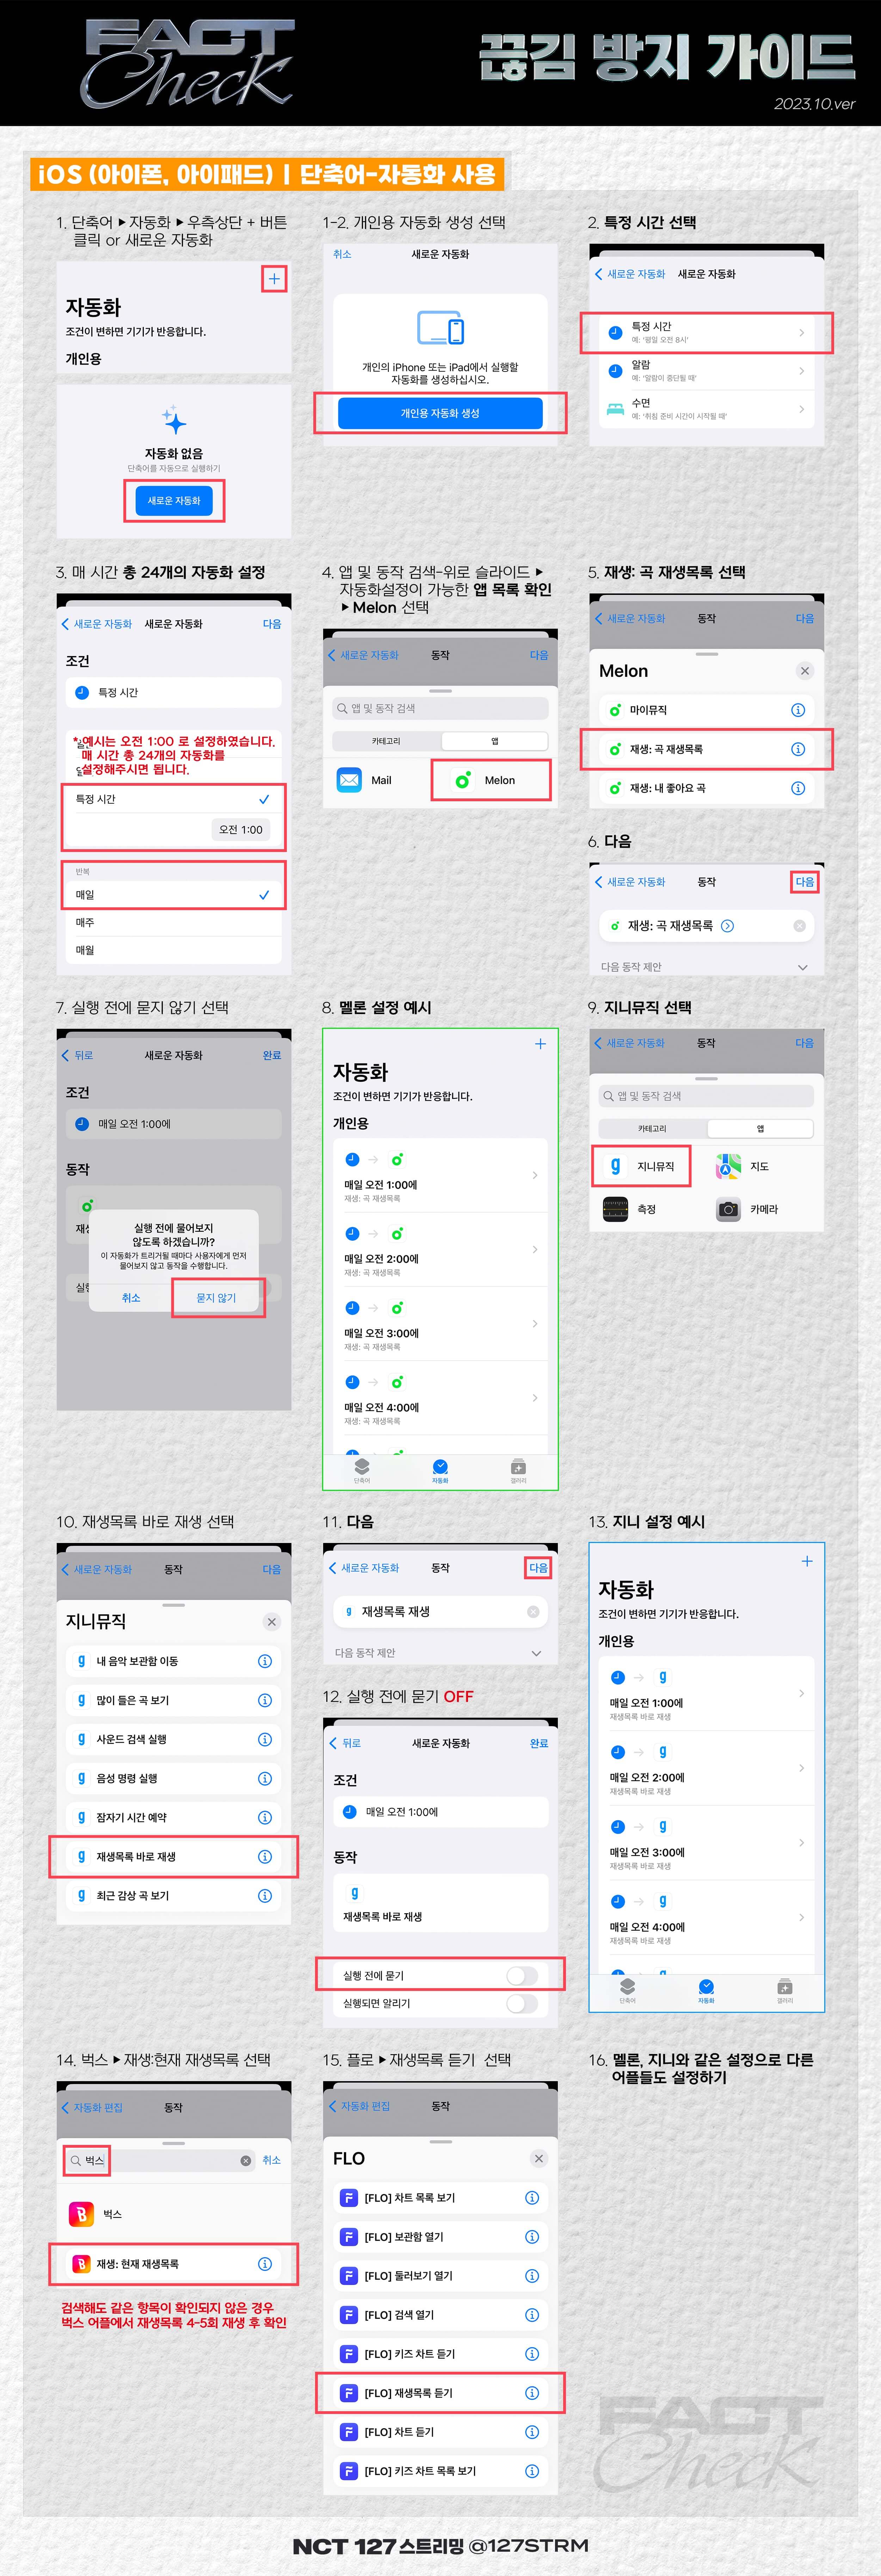 FACT
Check
끊김 방지 가이드
2023.10.ver
iOS (아이폰, 아이패드) | 단축어-자동화 사용
1. 단축어 ▶ 자동화 ▶ 우측상단 + 버튼
클릭 or 새로운 자동화
+
자동화
조건이 변하면 기기가 반응합니다.
개인용
자동화 없음
단축어를 자동으로 실행하기
새로운 자동화
1-2. 개인용 자동화 생성 선택
취소 새로운 자동화
개인의 iPhone 또는 iPad에서 실행할
자동화를 생성하십시오.
개인용 자동화 생성
2. 특정 시간 선택
새로운 자동화 새로운 자동화
특정 시간
예: '평일 오전 8시'
알람
예: '알람이 중단될 때'
수면
예: '취침 준비 시간이 시작될 때'
3. 매 시간 총 24개의 자동화 설정
새로운 자동화 새로운 자동화 다음
조건
특정 시간
*예시는 오전 1:00 로 설정하였습니다.
매 시간 총 24개의 자동화를
설정해주시면 됩니다.
특정 시간
오전 1:00
반복
매일
매주
매월
4. 앱 및 동작 검색-위로 슬라이드 ▶
자동화설정이 가능한 앱 목록 확인
▶ Melon 선택
새로운 자동화 동작 다음
앱 및 동작 검색
카테고리 앱
Mail Melon
5. 재생: 곡 재생목록 선택
새로운 자동화 동작 다음
Melon
마이뮤직
재생: 곡 재생목록
재생: 내 좋아요 곡
6. 다음
새로운 자동화 동작 다음
재생: 곡 재생목록
다음 동작 제안
7. 실행 전에 묻지 않기 선택
뒤로 새로운 자동화 완료
조건
매일 오전 1:00에
동작
실행 전에 물어보지
않도록 하겠습니까?
이 자동화가 트리거될 때마다 사용자에게 먼저
물어보지 않고 동작을 수행합니다.
취소 묻지 않기
8. 멜론 설정 예시
+
자동화
조건이 변하면 기기가 반응합니다.
개인용
매일 오전 1:00에
재생: 곡 재생목록
매일 오전 2:00에
재생: 곡 재생목록
매일 오전 3:00에
재생: 곡 재생목록
매일 오전 4:00에
재생: 곡 재생목록
단축어 자동화 갤러리
9. 지니뮤직 선택
새로운 자동화 동작 다음
앱 및 동작 검색
카테고리 앱
지니뮤직 지도
측정 카메라
10. 재생목록 바로 재생 선택
새로운 자동화 동작 다음
지니뮤직
내 음악 보관함 이동
많이 들은 곡 보기
사운드 검색 실행
음성 명령 실행
잠자기 시간 예약
재생목록 바로 재생
최근 감상 곡 보기
11. 다음
새로운 자동화 동작 다음
재생목록 재생
다음 동작 제안
12. 실행 전에 묻기 OFF
뒤로 새로운 자동화 완료
조건
매일 오전 1:00에
동작
재생목록 바로 재생
실행 전에 묻기
실행되면 알리기
13. 지니 설정 예시
+
자동화
조건이 변하면 기기가 반응합니다.
개인용
매일 오전 1:00에
재생목록 바로 재생
매일 오전 2:00에
재생목록 바로 재생
매일 오전 3:00에
재생목록 바로 재생
매일 오전 4:00에
재생목록 바로 재생
단축어 자동화 갤러리
14. 벅스 ▶ 재생:현재 재생목록 선택
자동화 편집 동작
벅스 취소
벅스
재생: 현재 재생목록
검색해도 같은 항목이 확인되지 않은 경우
벅스 어플에서 재생목록 4-5회 재생 후 확인
15. 플로 ▶ 재생목록 듣기 선택
자동화 편집 동작
FLO
[FLO] 차트 목록 보기
[FLO] 보관함 열기
[FLO] 둘러보기 열기
[FLO] 검색 열기
[FLO] 키즈 차트 듣기
[FLO] 재생목록 듣기
[FLO] 차트 듣기
[FLO] 키즈 차트 목록 보기
16. 멜론, 지니와 같은 설정으로 다른
어플들도 설정하기
FACT
Check
NCT 127 스트리밍 @127STRM